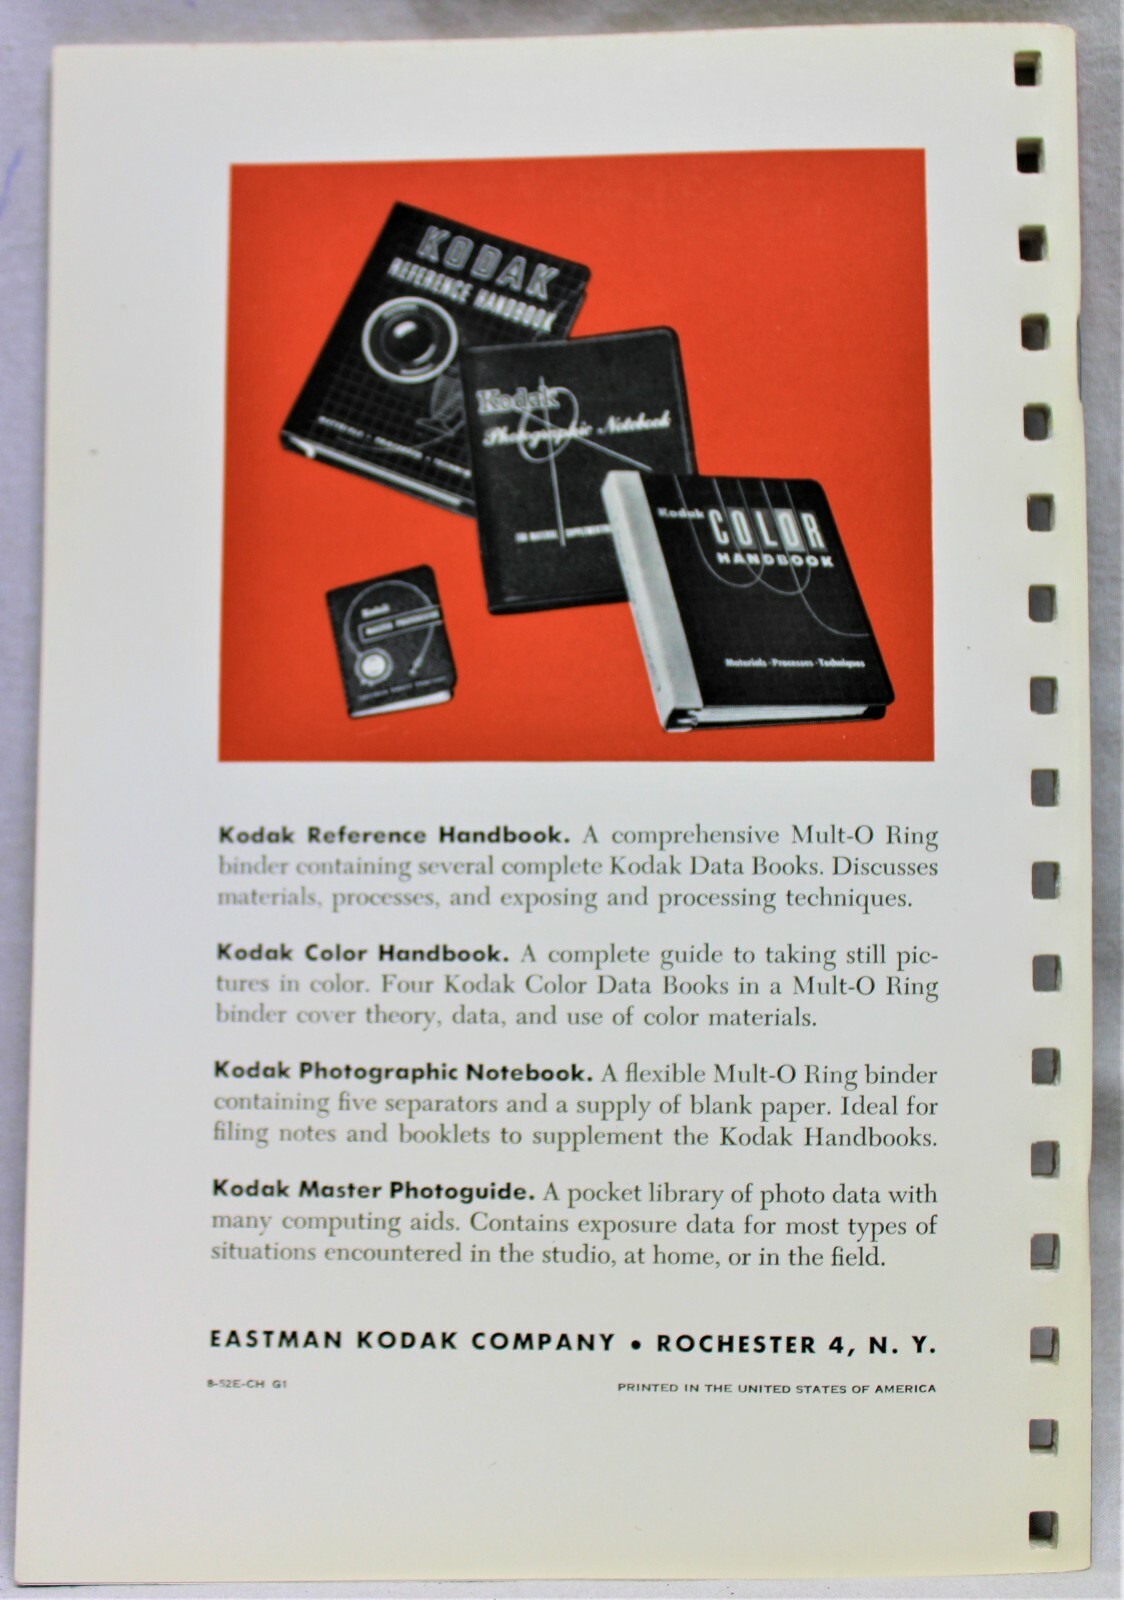 KODAK
REFERENCE HANDBOOK
Kodak
Photographic Notebook
Kodak COLOR
HANDBOOK
Materials · Processes · Techniques
Kodak
Kodak Reference Handbook. A comprehensive Mult-O Ring
binder containing several complete Kodak Data Books. Discusses
materials, processes, and exposing and processing techniques.
Kodak Color Handbook. A complete guide to taking still pic-
tures in color. Four Kodak Color Data Books in a Mult-O Ring
binder cover theory, data, and use of color materials.
Kodak Photographic Notebook. A flexible Mult-O Ring binder
containing five separators and a supply of blank paper. Ideal for
filing notes and booklets to supplement the Kodak Handbooks.
Kodak Master Photoguide. A pocket library of photo data with
many computing aids. Contains exposure data for most types of
situations encountered in the studio, at home, or in the field.
EASTMAN KODAK COMPANY • ROCHESTER 4, N. Y.
8-52E-CH G1
PRINTED IN THE UNITED STATES OF AMERICA